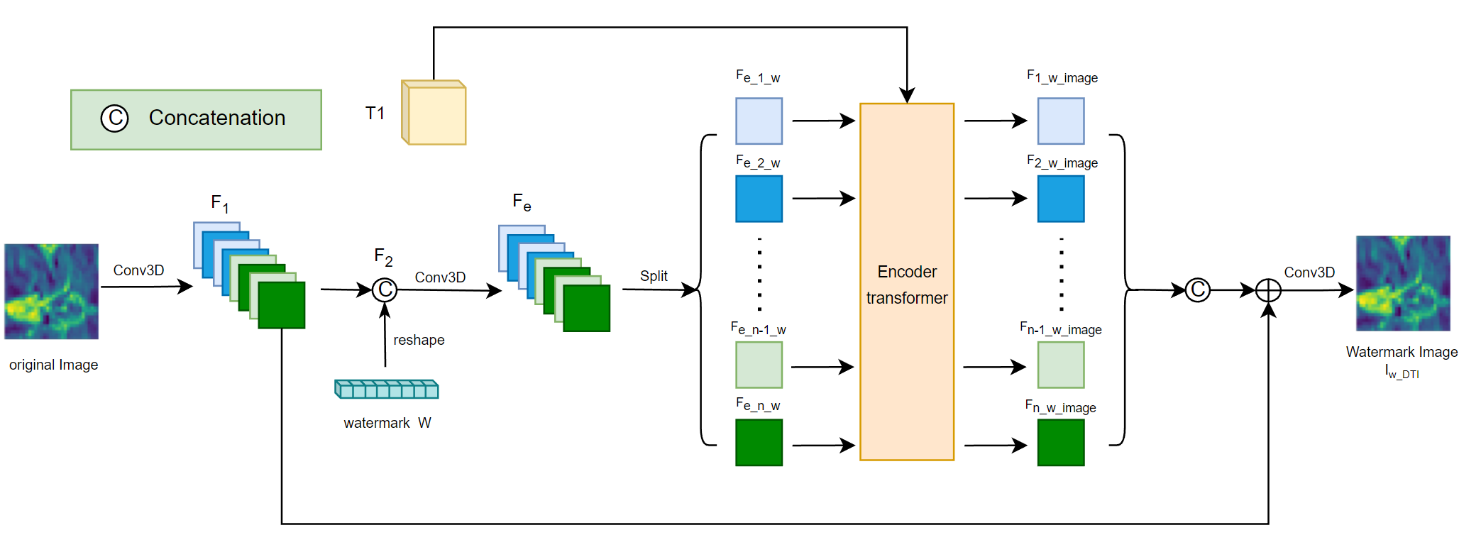 C Concatenation
T1
F1
Fe
F2
C
Conv3D
Conv3D
original Image
reshape
watermark W
Split
Fe_1_w
Fe_2_w
Fe_n-1_w
Fe_n_w
Encoder
transformer
F1_w_image
F2_w_image
Fn-1_w_image
Fn_w_image
C
Conv3D
Watermark Image
Iw_DTI